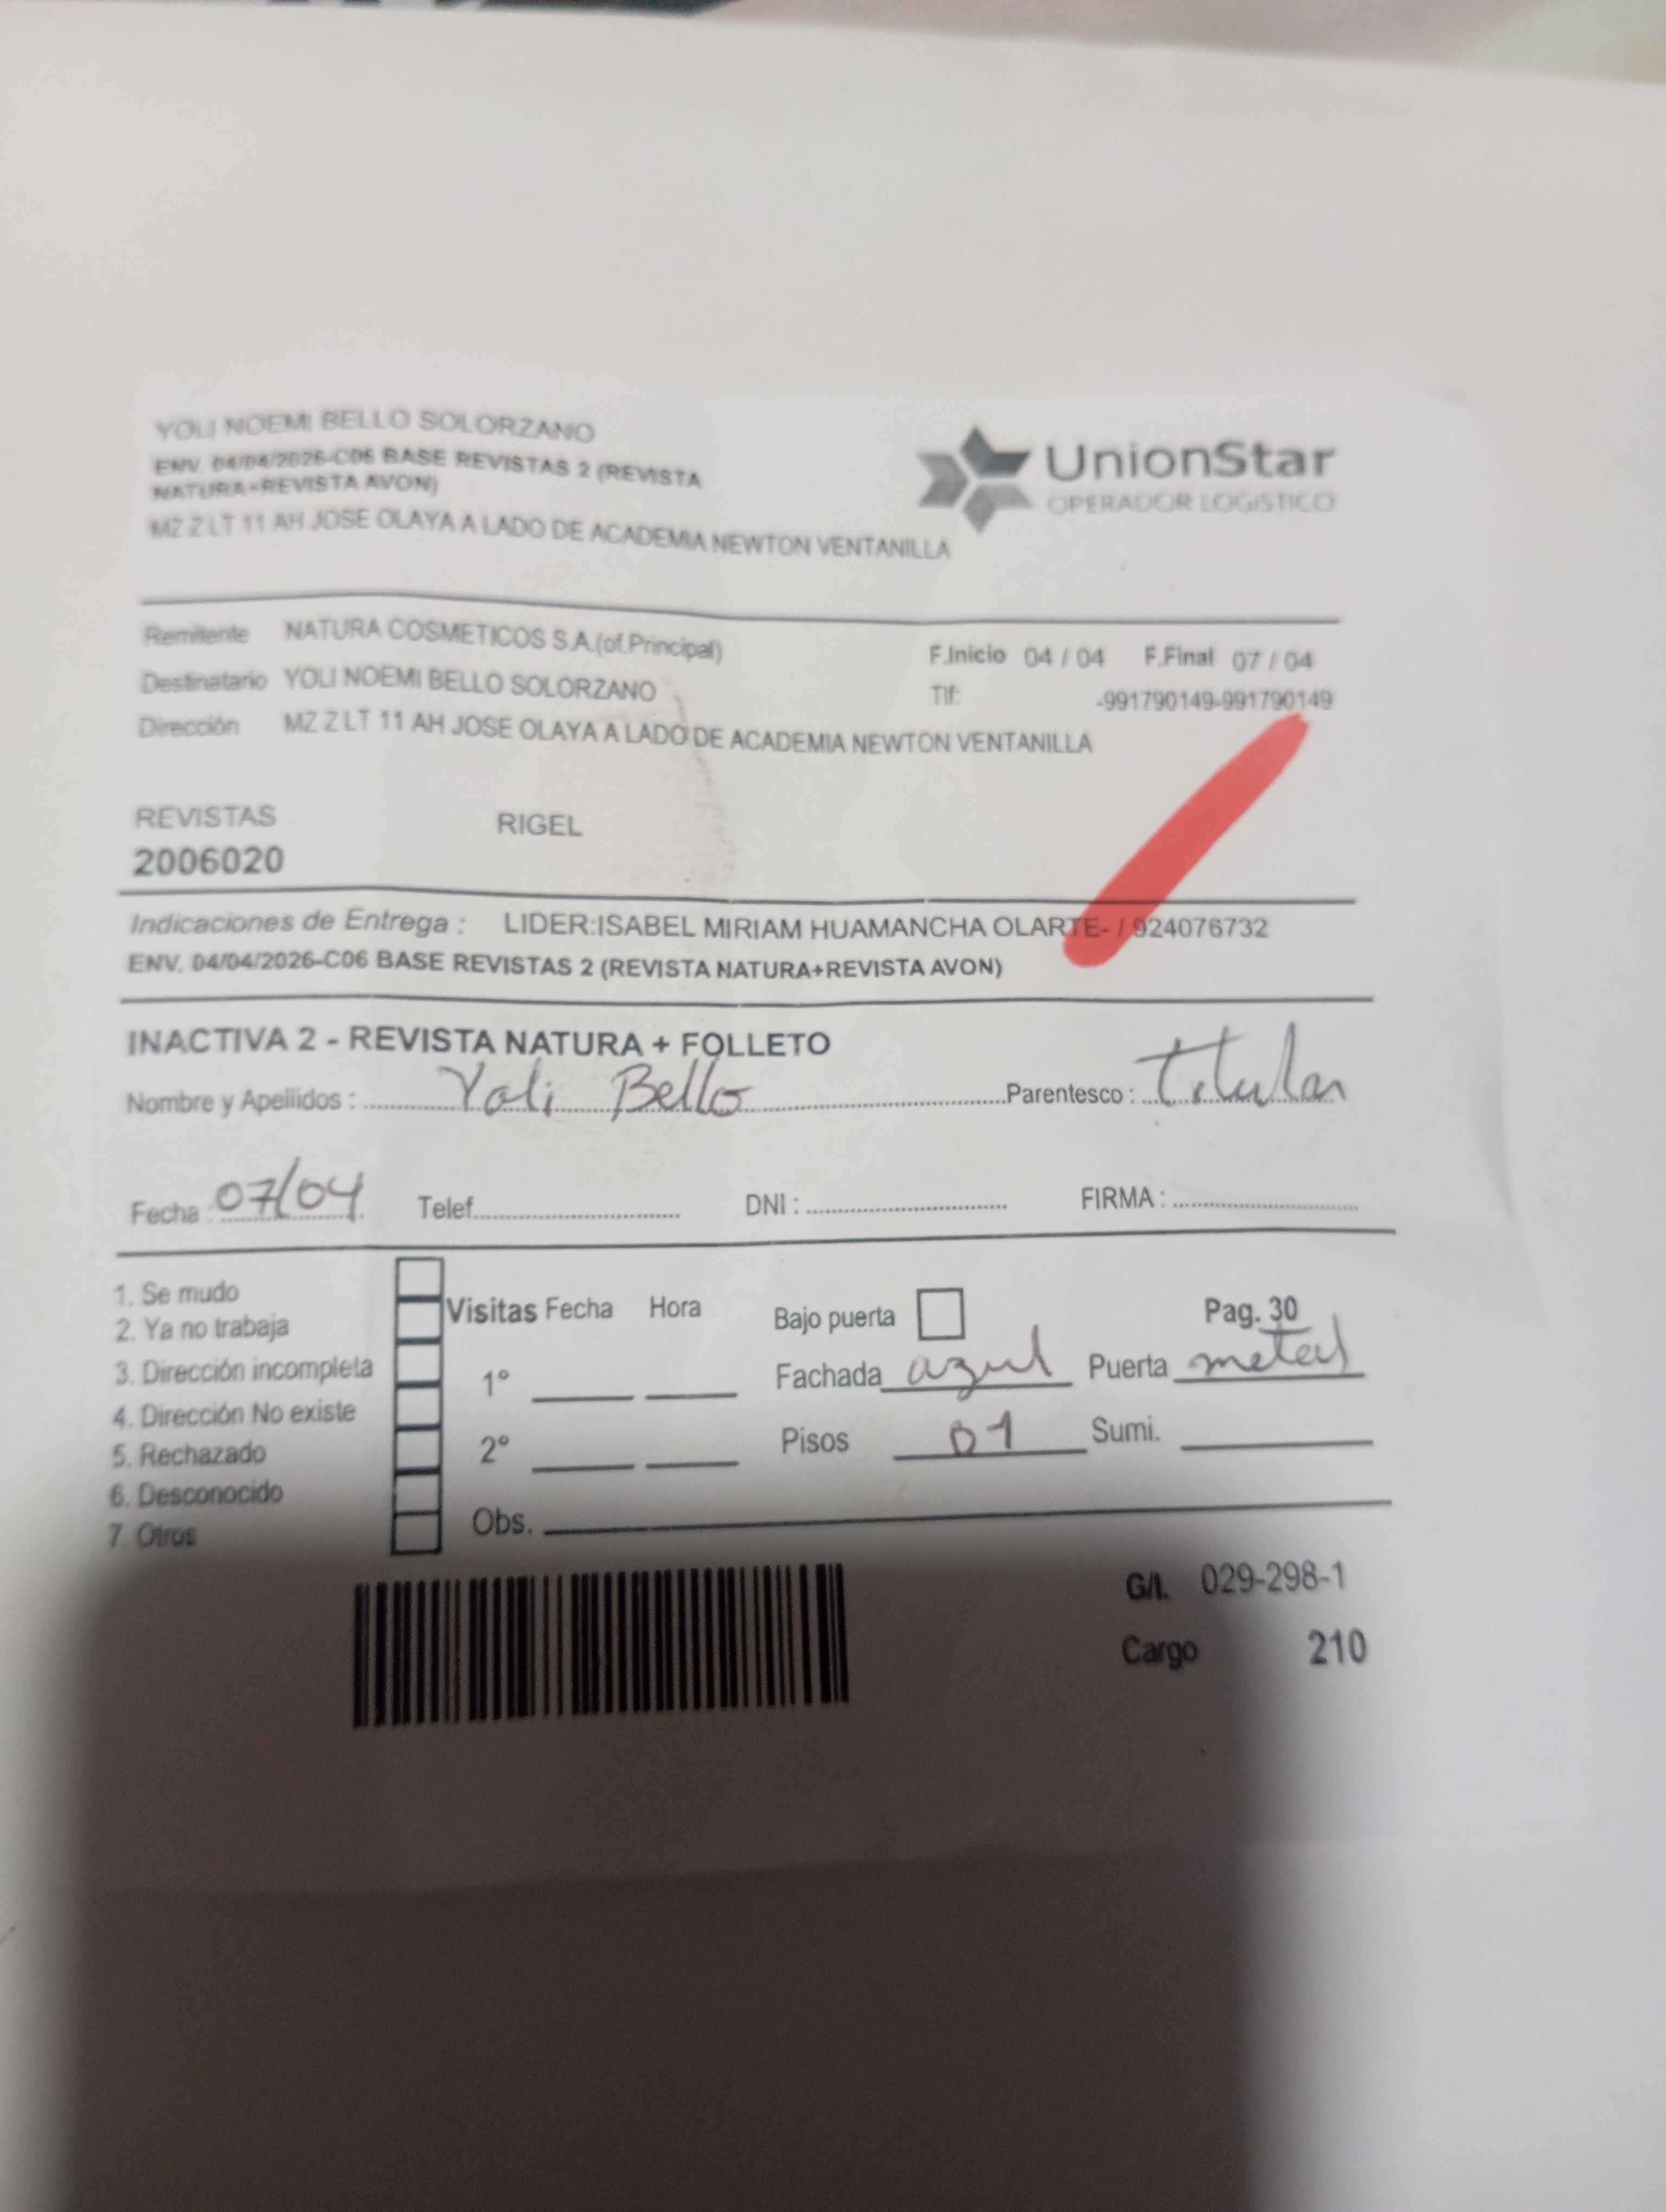 YOLI NOEMI BELLO SOLORZANO
ENV. 04/04/2026-C06 BASE REVISTAS 2 (REVISTA
NATURA+REVISTA AVON)
MZ Z LT 11 AH JOSE OLAYA A LADO DE ACADEMIA NEWTON VENTANILLA
UnionStar
OPERADOR LOGíSTICO
Remitente NATURA COSMETICOS S.A.(of.Principal)
F.Inicio 04 / 04 F.Final 07 / 04
Destinatario YOLI NOEMI BELLO SOLORZANO
Tlf: -991790149-991790149
Dirección MZ Z LT 11 AH JOSE OLAYA A LADO DE ACADEMIA NEWTON VENTANILLA
REVISTAS RIGEL
2006020
Indicaciones de Entrega : LIDER:ISABEL MIRIAM HUAMANCHA OLARTE- / 924076732
ENV. 04/04/2026-C06 BASE REVISTAS 2 (REVISTA NATURA+REVISTA AVON)
INACTIVA 2 - REVISTA NATURA + FOLLETO
Nombre y Apellidos : Yoli Bello Parentesco : Titular
Fecha : 07/04 Telef. DNI : FIRMA :
1. Se mudo
2. Ya no trabaja
3. Dirección incompleta
4. Dirección No existe
5. Rechazado
6. Desconocido
7. Otros
Visitas Fecha Hora
1°
2°
Obs.
Bajo puerta Pag. 30
Fachada azul Puerta metal
Pisos 01 Sumi.
G/I. 029-298-1
Cargo 210